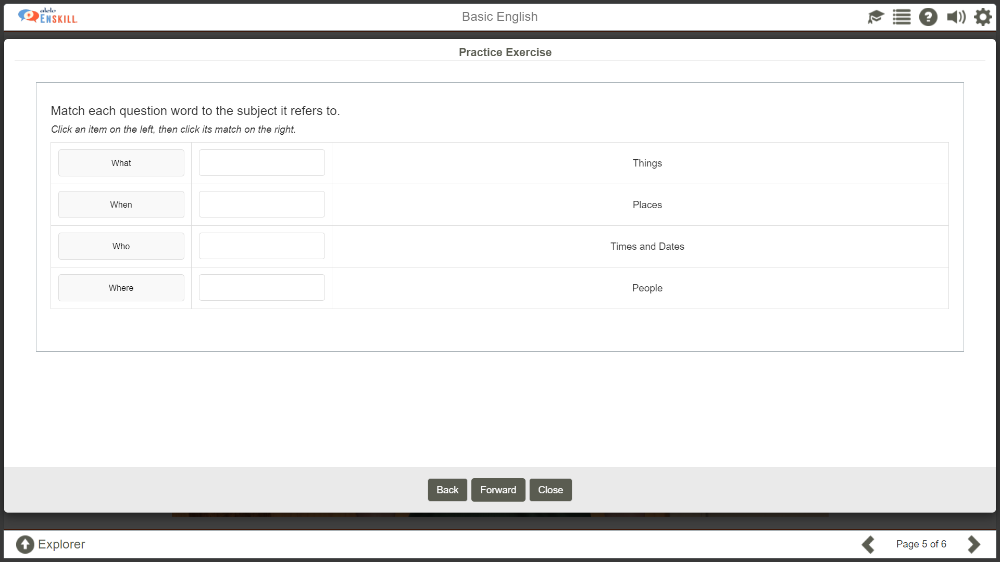 alelo
ENSKILL.
Basic English
Practice Exercise
Match each question word to the subject it refers to.
Click an item on the left, then click its match on the right.
What
Things
When
Places
Who
Times and Dates
Where
People
Back
Forward
Close
Explorer
Page 5 of 6